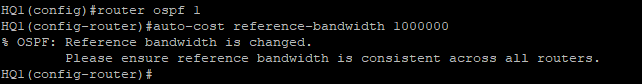 HQ1(config)#router ospf 1
HQ1(config-router)#auto-cost reference-bandwidth 1000000
% OSPF: Reference bandwidth is changed.
        Please ensure reference bandwidth is consistent across all routers.
HQ1(config-router)#